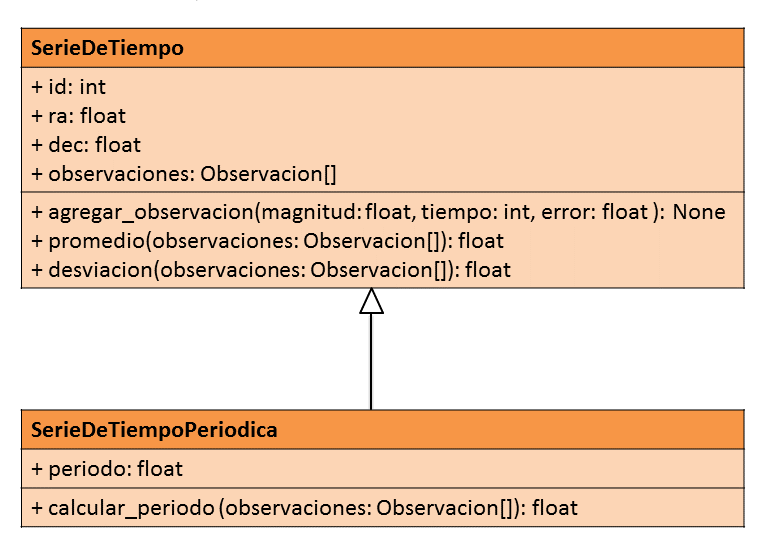 SerieDeTiempo
+ id: int
+ ra: float
+ dec: float
+ observaciones: Observacion[]
+ agregar_observacion(magnitud: float, tiempo: int, error: float ): None
+ promedio(observaciones: Observacion[]): float
+ desviacion(observaciones: Observacion[]): float
SerieDeTiempoPeriodica
+ periodo: float
+ calcular_periodo (observaciones: Observacion[]): float